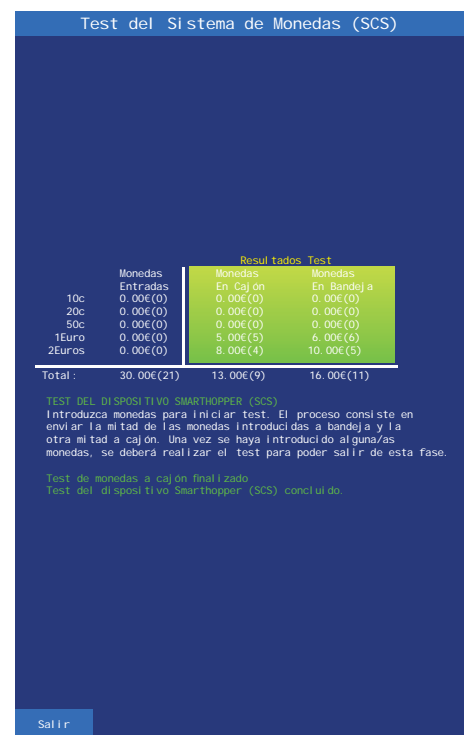 Test del Sistema de Monedas (SCS)
Resultados Test
Monedas Monedas Monedas
Entradas En Cajón En Bandeja
10c 0.00€(0) 0.00€(0) 0.00€(0)
20c 0.00€(0) 0.00€(0) 0.00€(0)
50c 0.00€(0) 0.00€(0) 0.00€(0)
1Euro 0.00€(0) 5.00€(5) 6.00€(6)
2Euros 0.00€(0) 8.00€(4) 10.00€(5)
Total: 30.00€(21) 13.00€(9) 16.00€(11)
TEST DEL DISPOSITIVO SMARTHOPPER (SCS)
Introduzca monedas para iniciar test. El proceso consiste en
enviar la mitad de las monedas introducidas a bandeja y la
otra mitad a cajón. Una vez se haya introducido alguna/as
monedas, se deberá realizar el test para poder salir de esta fase.
Test de monedas a cajón finalizado
Test del dispositivo Smarthopper (SCS) concluido.
Salir